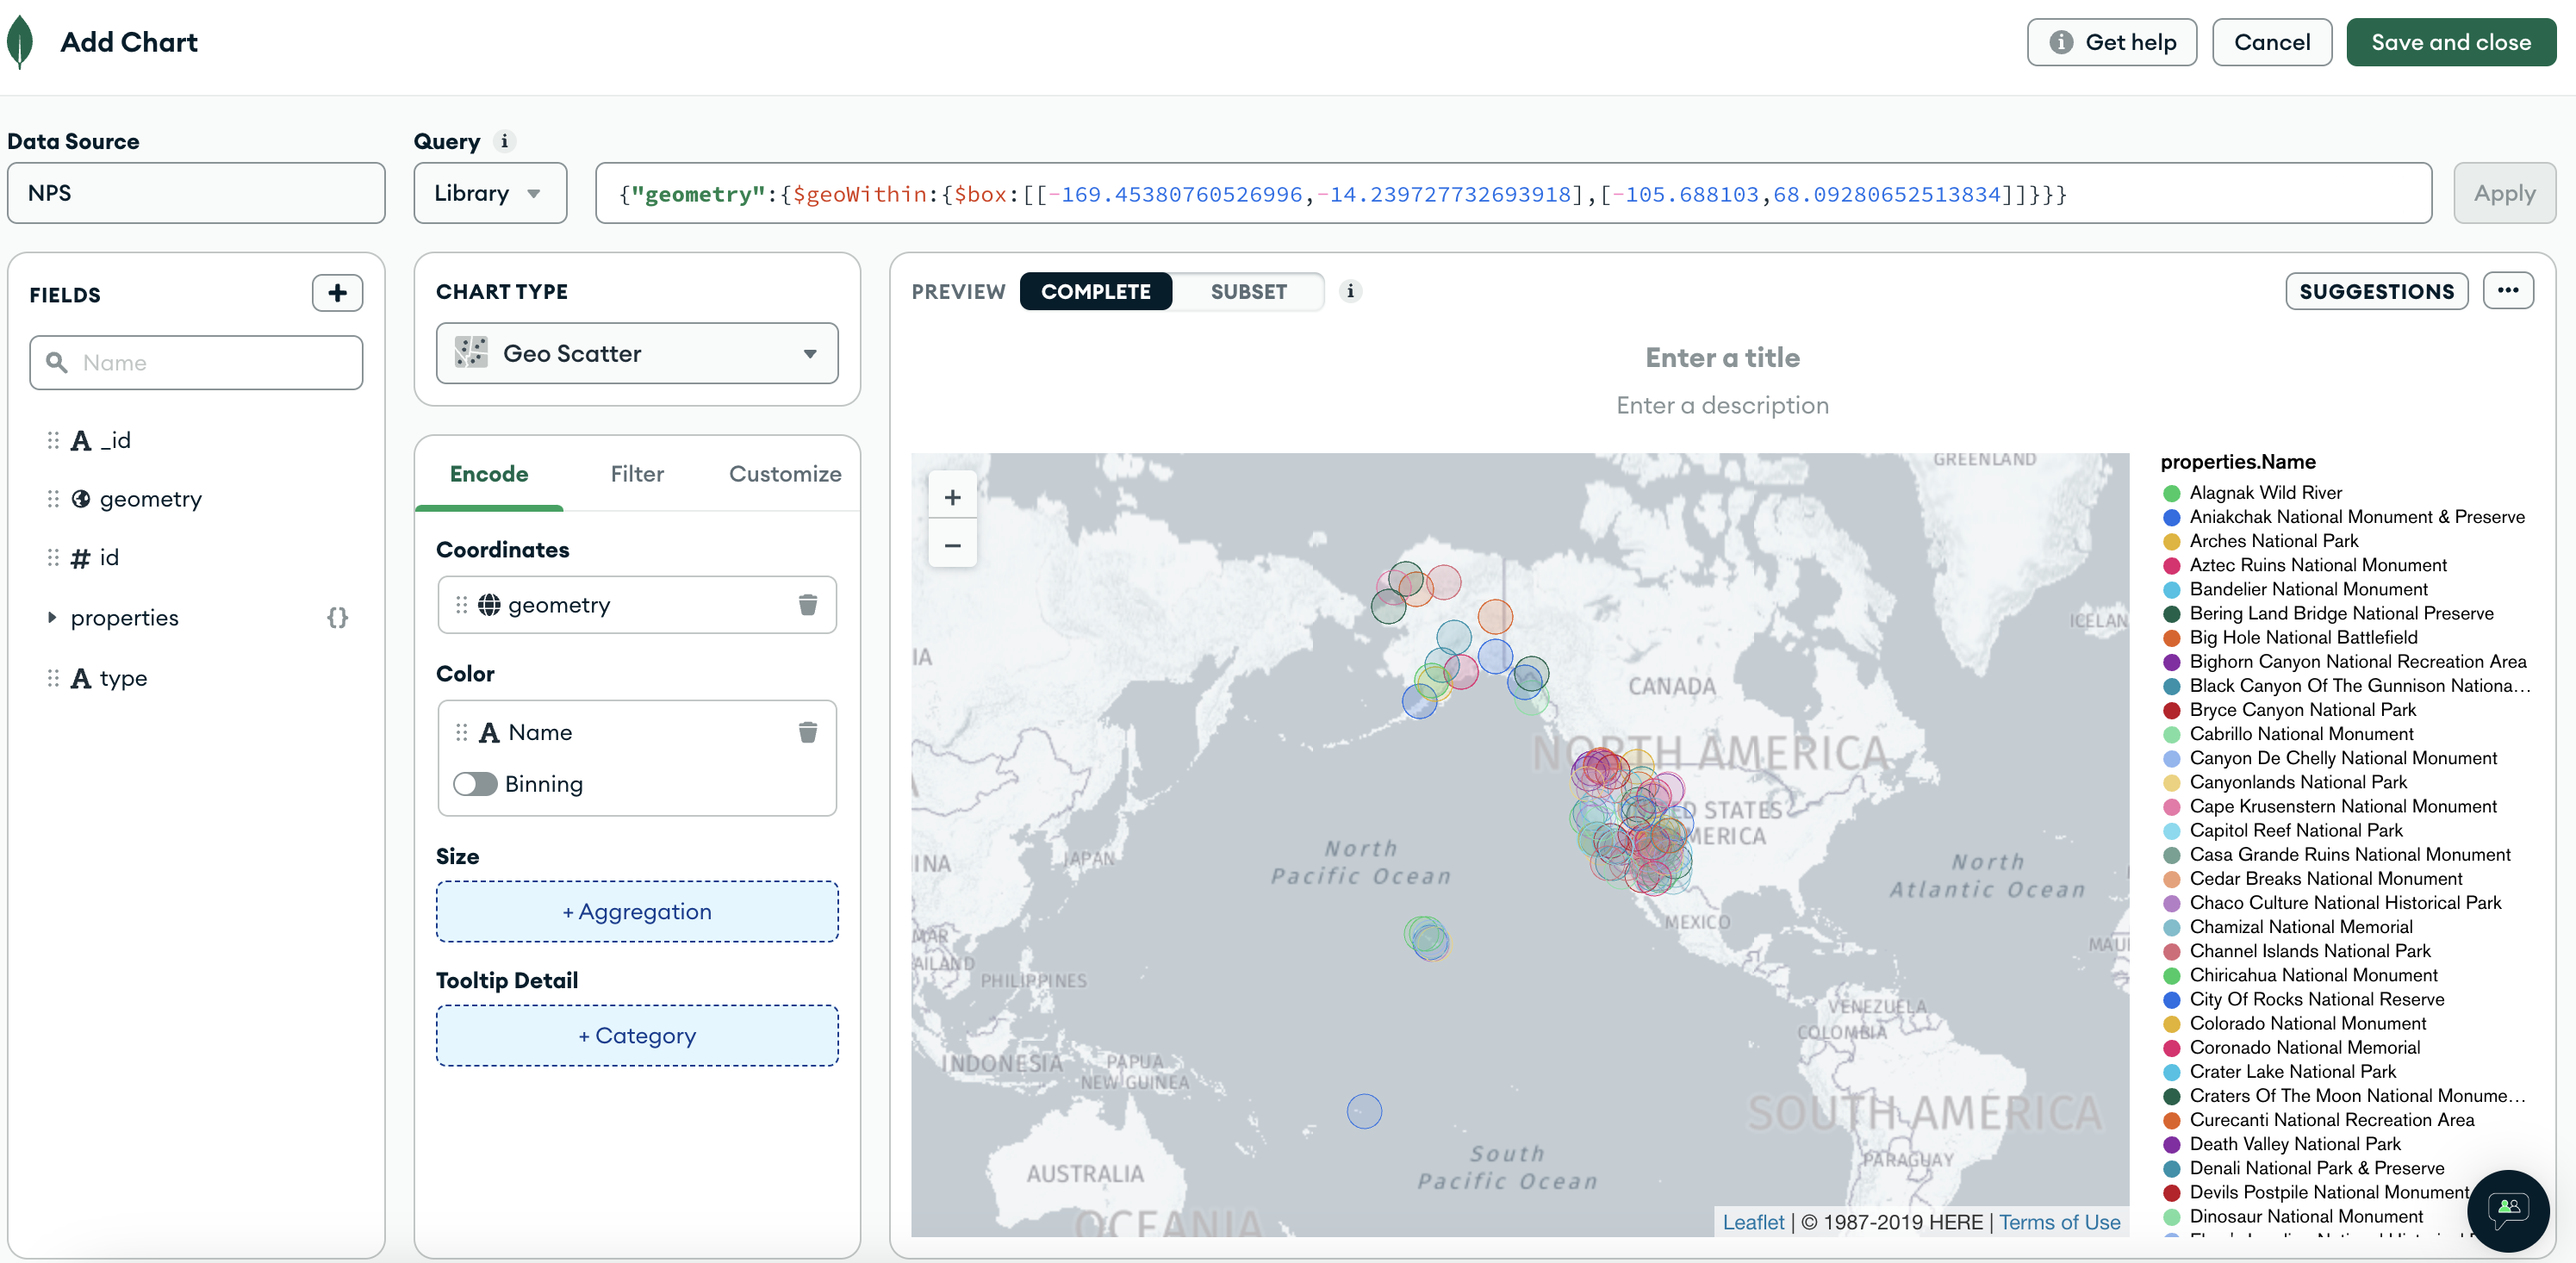 Add Chart
Get help
Cancel
Save and close
Data Source
Query
NPS
Library
{"geometry":{$geoWithin:{$box:[[-169.45380760526996,-14.239727732693918],[-105.688103,68.09280652513834]]}}}
Apply
FIELDS
Name
_id
geometry
# id
properties {}
type
CHART TYPE
Geo Scatter
Encode
Filter
Customize
Coordinates
geometry
Color
Name
Binning
Size
+ Aggregation
Tooltip Detail
+ Category
PREVIEW
COMPLETE
SUBSET
SUGGESTIONS
Enter a title
Enter a description
GREENLAND
ICELAN
IA
CANADA
NORTH AMERICA
STATES
MERICA
INA
JAPAN
North
Pacific Ocean
North
Atlantic Ocean
MEXICO
MAR
AILAND
MAU
PHILIPPINES
VENEZUELA
COLOMBIA
INDONESIA
PAPUA
NEW GUINEA
SOUTH AMERICA
South
Pacific Ocean
PARAGUAY
AUSTRALIA
OCEANIA
Leaflet | © 1987-2019 HERE | Terms of Use
properties.Name
Alagnak Wild River
Aniakchak National Monument & Preserve
Arches National Park
Aztec Ruins National Monument
Bandelier National Monument
Bering Land Bridge National Preserve
Big Hole National Battlefield
Bighorn Canyon National Recreation Area
Black Canyon Of The Gunnison Nationa...
Bryce Canyon National Park
Cabrillo National Monument
Canyon De Chelly National Monument
Canyonlands National Park
Cape Krusenstern National Monument
Capitol Reef National Park
Casa Grande Ruins National Monument
Cedar Breaks National Monument
Chaco Culture National Historical Park
Chamizal National Memorial
Channel Islands National Park
Chiricahua National Monument
City Of Rocks National Reserve
Colorado National Monument
Coronado National Memorial
Crater Lake National Park
Craters Of The Moon National Monume...
Curecanti National Recreation Area
Death Valley National Park
Denali National Park & Preserve
Devils Postpile National Monument
Dinosaur National Monument